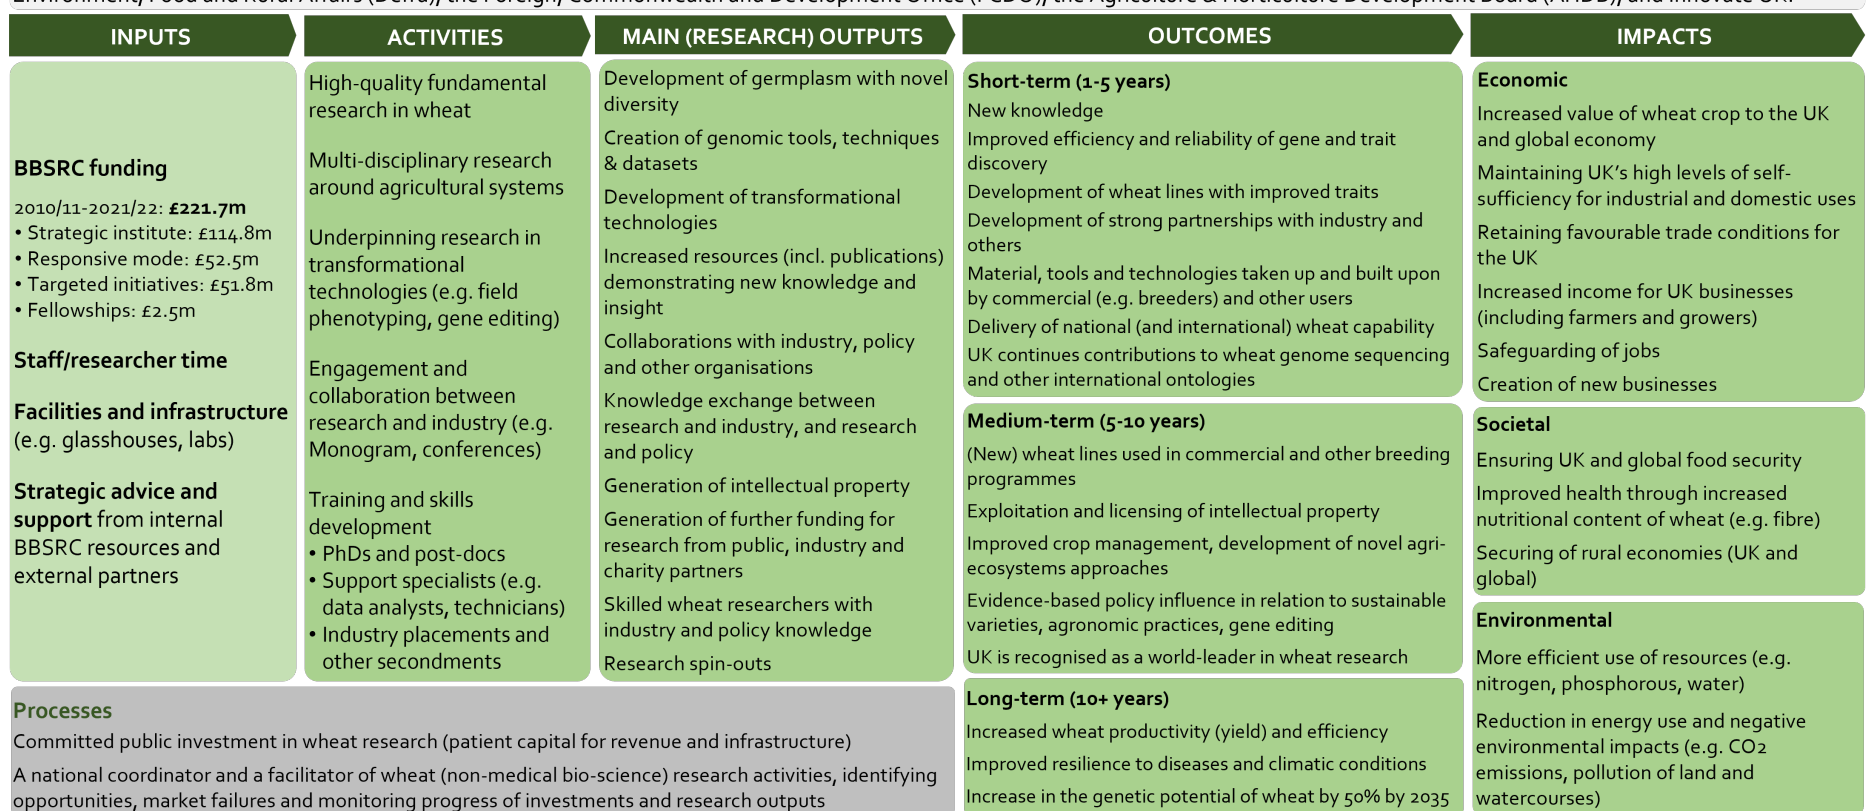 Environment, Food and Rural Affairs (Defra), the Foreign, Commonwealth and Development Office (FCDO), the Agriculture & Horticulture Development Board (AHDB), and Innovate UK.
INPUTS
BBSRC funding
2010/11-2021/22: £221.7m
• Strategic institute: £114.8m
• Responsive mode: £52.5m
• Targeted initiatives: £51.8m
• Fellowships: £2.5m
Staff/researcher time
Facilities and infrastructure
(e.g. glasshouses, labs)
Strategic advice and
support from internal
BBSRC resources and
external partners
ACTIVITIES
High-quality fundamental
research in wheat
Multi-disciplinary research
around agricultural systems
Underpinning research in
transformational
technologies (e.g. field
phenotyping, gene editing)
Engagement and
collaboration between
research and industry (e.g.
Monogram, conferences)
Training and skills
development
• PhDs and post-docs
• Support specialists (e.g.
data analysts, technicians)
• Industry placements and
other secondments
MAIN (RESEARCH) OUTPUTS
Development of germplasm with novel
diversity
Creation of genomic tools, techniques
& datasets
Development of transformational
technologies
Increased resources (incl. publications)
demonstrating new knowledge and
insight
Collaborations with industry, policy
and other organisations
Knowledge exchange between
research and industry, and research
and policy
Generation of intellectual property
Generation of further funding for
research from public, industry and
charity partners
Skilled wheat researchers with
industry and policy knowledge
Research spin-outs
Processes
Committed public investment in wheat research (patient capital for revenue and infrastructure)
A national coordinator and a facilitator of wheat (non-medical bio-science) research activities, identifying
opportunities, market failures and monitoring progress of investments and research outputs
OUTCOMES
Short-term (1-5 years)
New knowledge
Improved efficiency and reliability of gene and trait
discovery
Development of wheat lines with improved traits
Development of strong partnerships with industry and
others
Material, tools and technologies taken up and built upon
by commercial (e.g. breeders) and other users
Delivery of national (and international) wheat capability
UK continues contributions to wheat genome sequencing
and other international ontologies
Medium-term (5-10 years)
(New) wheat lines used in commercial and other breeding
programmes
Exploitation and licensing of intellectual property
Improved crop management, development of novel agri-
ecosystems approaches
Evidence-based policy influence in relation to sustainable
varieties, agronomic practices, gene editing
UK is recognised as a world-leader in wheat research
Long-term (10+ years)
Increased wheat productivity (yield) and efficiency
Improved resilience to diseases and climatic conditions
Increase in the genetic potential of wheat by 50% by 2035
IMPACTS
Economic
Increased value of wheat crop to the UK
and global economy
Maintaining UK's high levels of self-
sufficiency for industrial and domestic uses
Retaining favourable trade conditions for
the UK
Increased income for UK businesses
(including farmers and growers)
Safeguarding of jobs
Creation of new businesses
Societal
Ensuring UK and global food security
Improved health through increased
nutritional content of wheat (e.g. fibre)
Securing of rural economies (UK and
global)
Environmental
More efficient use of resources (e.g.
nitrogen, phosphorous, water)
Reduction in energy use and negative
environmental impacts (e.g. CO2
emissions, pollution of land and
watercourses)